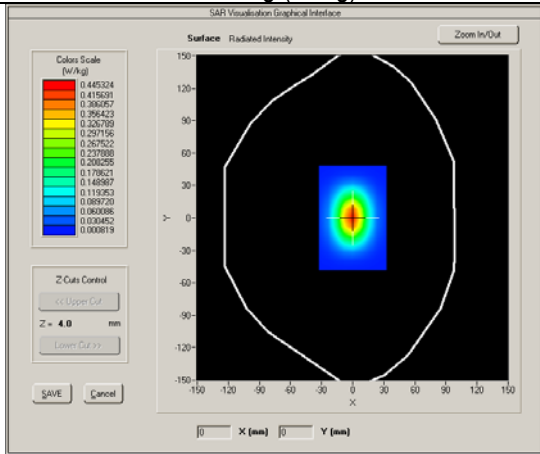 SAR Visualisation Graphical Interface
Surface Radiated Intensity
Zoom In/Out
Colors Scale
(W/kg)
0.445324
0.415691
0.386057
0.356423
0.326789
0.297156
0.267522
0.237888
0.208255
0.178621
0.148987
0.119353
0.089720
0.060086
0.030452
0.000819
Z-Cuts Control
<< Upper Cut
Z = 4.0 mm
Lower Cut >>
SAVE Cancel
Y
150
120
90
60
30
0
-30
-60
-90
-120
-150
-150 -120 -90 -60 -30 0 30 60 90 120 150
X
0 X (mm) 0 Y (mm)